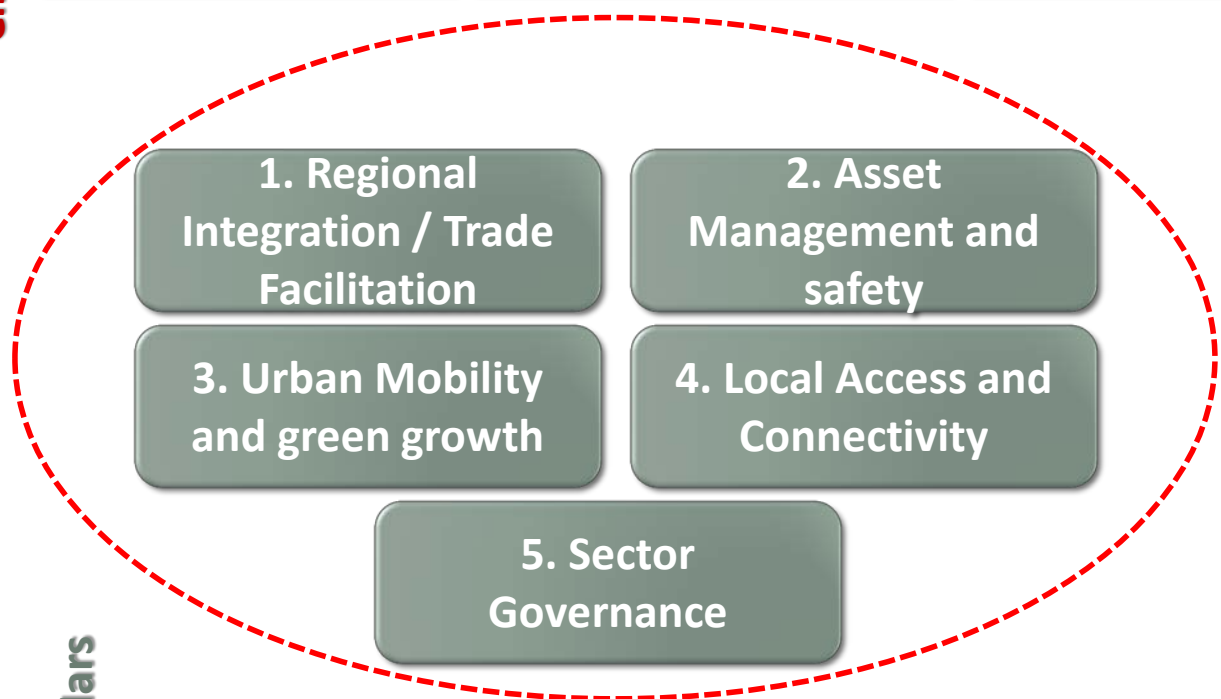 1. Regional
Integration / Trade
Facilitation
2. Asset
Management and
safety
3. Urban Mobility
and green growth
4. Local Access and
Connectivity
5. Sector
Governance